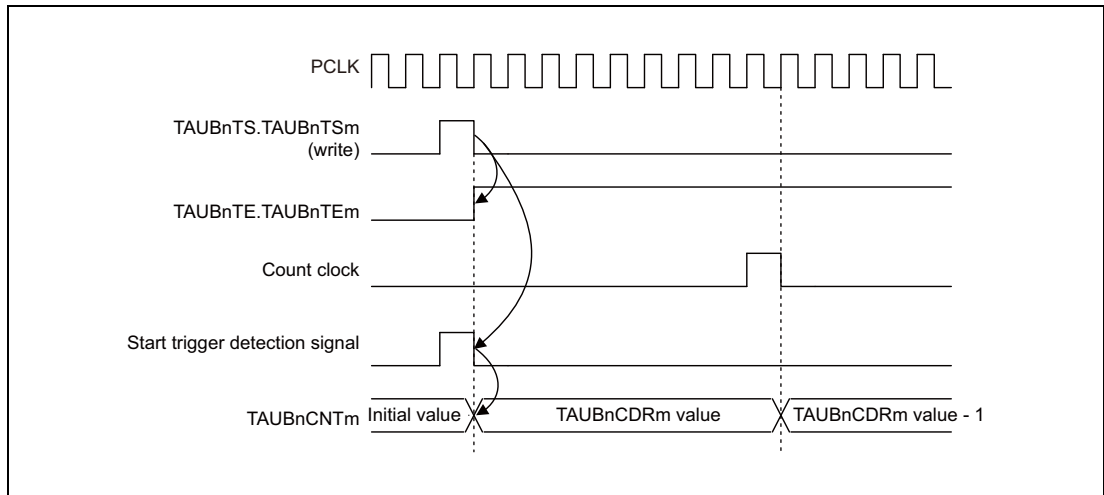 PCLK
TAUBnTS.TAUBnTSm
(write)
TAUBnTE.TAUBnTEm
Count clock
Start trigger detection signal
TAUBnCNTm Initial value TAUBnCDRm value TAUBnCDRm value - 1